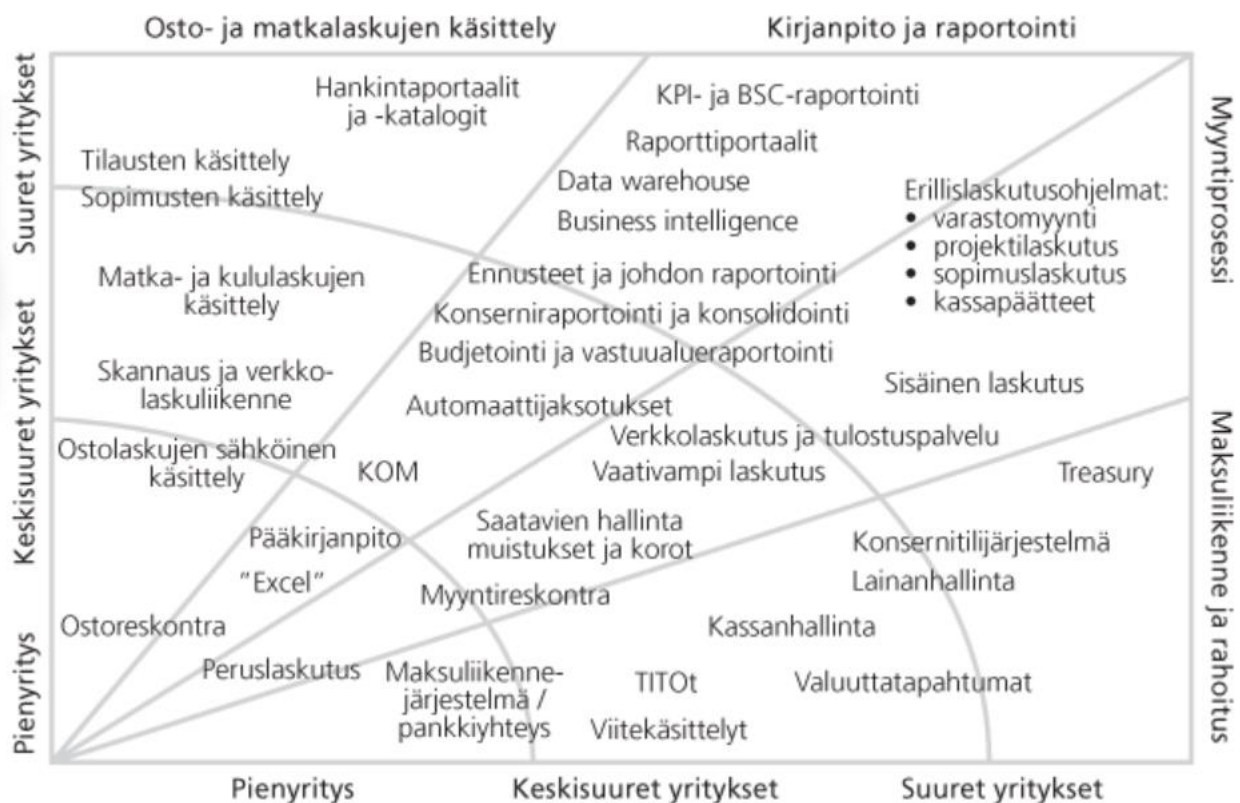 Osto- ja matkalaskujen käsittely
Kirjanpito ja raportointi
Suuret yritykset
Keskisuuret yritykset
Pienyritys
Hankintaportaalit
ja -katalogit
Tilausten käsittely
Sopimusten käsittely
Matka- ja kululaskujen
käsittely
Skannaus ja verkko-
laskuliikenne
Ostolaskujen sähköinen
käsittely
Ostoreskontra
KPI- ja BSC-raportointi
Raporttiportaalit
Data warehouse
Business intelligence
Ennusteet ja johdon raportointi
Konserniraportointi ja konsolidointi
Budjetointi ja vastuualueraportointi
Automaattijaksotukset
KOM
Pääkirjanpito
"Excel"
Erillislaskutusohjelmat:
• varastomyynti
• projektilaskutus
• sopimuslaskutus
• kassapäätteet
Sisäinen laskutus
Verkkolaskutus ja tulostuspalvelu
Vaativampi laskutus
Saatavien hallinta
muistukset ja korot
Myyntireskontra
Peruslaskutus
Treasury
Konsernitilijärjestelmä
Lainanhallinta
Kassanhallinta
Valuuttatapahtumat
TITOt
Viitekäsittelyt
Maksuliikenne-
järjestelmä /
pankkiyhteys
Myyntiprosessi
Maksuliikenne ja rahoitus
Pienyritys
Keskisuuret yritykset
Suuret yritykset